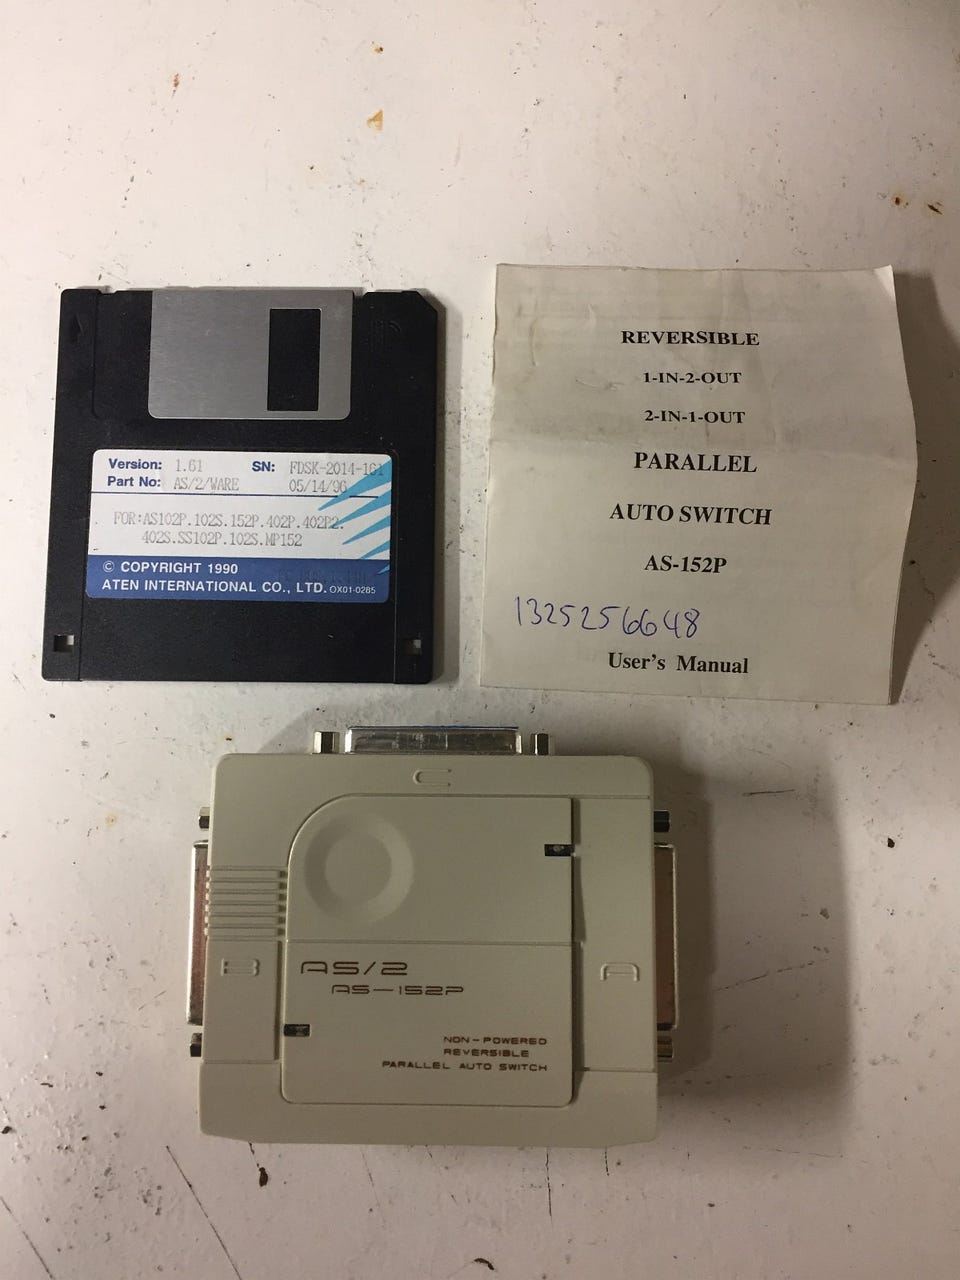 Version: 1.61 SN: FDSK-2014-161
Part No: AS/2/WARE 05/14/96
FOR:AS102P.102S.152P.402P.402P2.
402S.SS102P.102S.MP152
© COPYRIGHT 1990
ATEN INTERNATIONAL CO., LTD. OX01-0285
REVERSIBLE
1-IN-2-OUT
2-IN-1-OUT
PARALLEL
AUTO SWITCH
AS-152P
1325256648
User's Manual
C
B
A
AS/2
AS-152P
NON-POWERED
REVERSIBLE
PARALLEL AUTO SWITCH